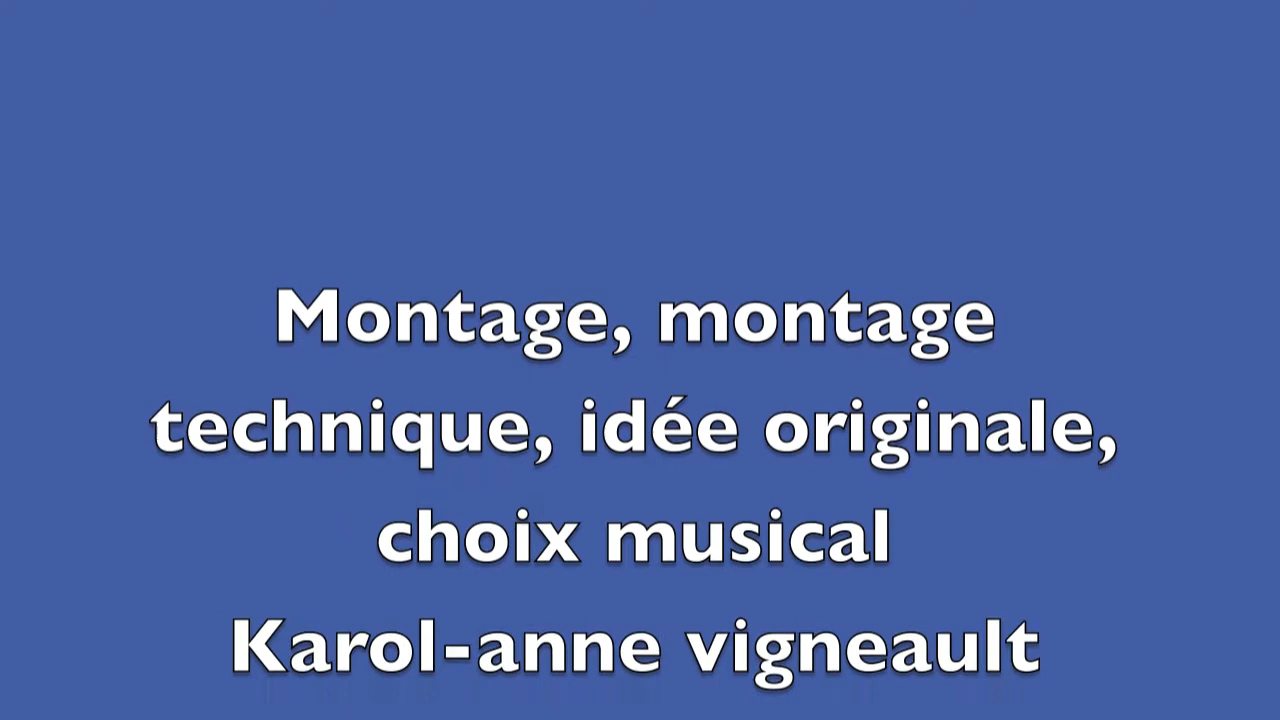 Montage, montage
technique, idée originale,
choix musical
Karol-anne vigneault